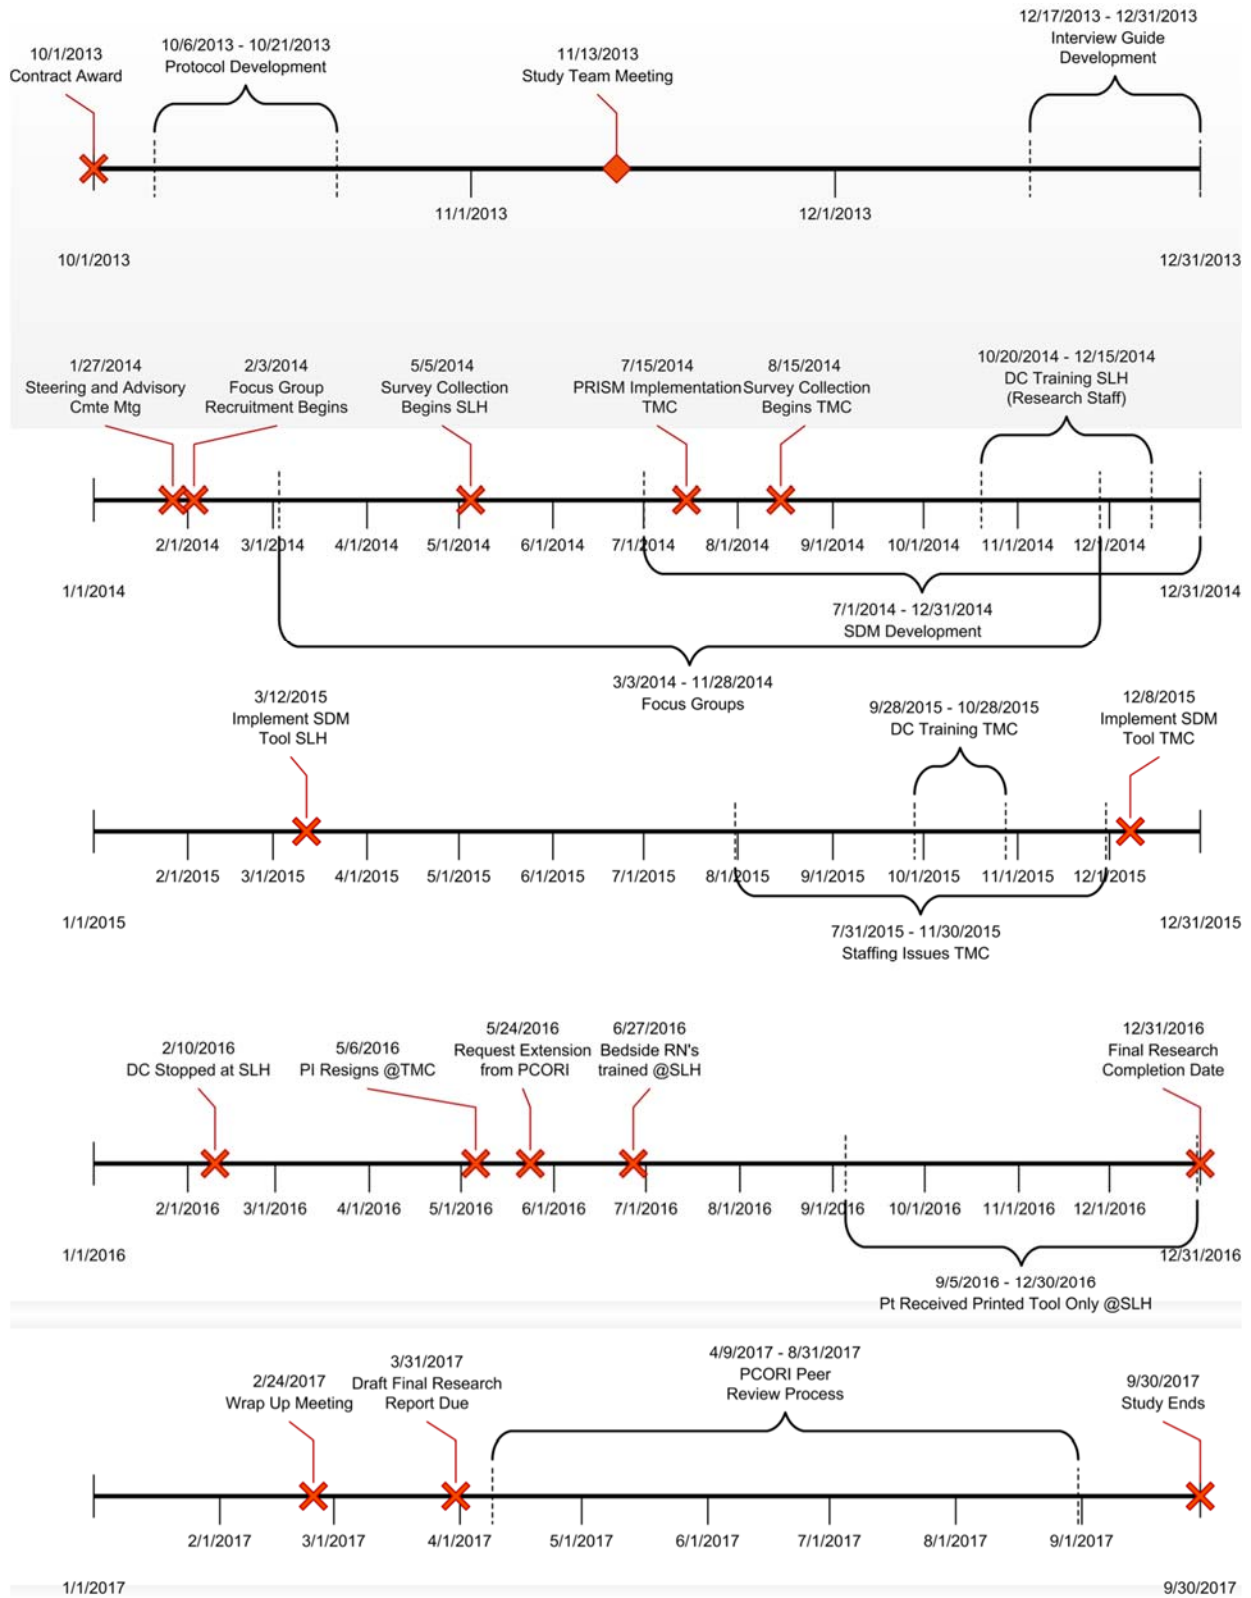 10/1/2013
Contract Award
10/6/2013 - 10/21/2013
Protocol Development
11/13/2013
Study Team Meeting
12/17/2013 - 12/31/2013
Interview Guide
Development
11/1/2013
12/1/2013
10/1/2013
12/31/2013
1/27/2014
Steering and Advisory
Cmte Mtg
2/3/2014
Focus Group
Recruitment Begins
5/5/2014
Survey Collection
Begins SLH
7/15/2014
PRISM Implementation
TMC
8/15/2014
Survey Collection
Begins TMC
10/20/2014 - 12/15/2014
DC Training SLH
(Research Staff)
2/1/2014
3/1/2014
4/1/2014
5/1/2014
6/1/2014
7/1/2014
8/1/2014
9/1/2014
10/1/2014
11/1/2014
12/1/2014
1/1/2014
12/31/2014
7/1/2014 - 12/31/2014
SDM Development
3/3/2014 - 11/28/2014
Focus Groups
3/12/2015
Implement SDM
Tool SLH
9/28/2015 - 10/28/2015
DC Training TMC
12/8/2015
Implement SDM
Tool TMC
2/1/2015
3/1/2015
4/1/2015
5/1/2015
6/1/2015
7/1/2015
8/1/2015
9/1/2015
10/1/2015
11/1/2015
12/1/2015
1/1/2015
12/31/2015
7/31/2015 - 11/30/2015
Staffing Issues TMC
2/10/2016
DC Stopped at SLH
5/6/2016
PI Resigns @TMC
5/24/2016
Request Extension
from PCORI
6/27/2016
Bedside RN's
trained @SLH
12/31/2016
Final Research
Completion Date
2/1/2016
3/1/2016
4/1/2016
5/1/2016
6/1/2016
7/1/2016
8/1/2016
9/1/2016
10/1/2016
11/1/2016
12/1/2016
1/1/2016
12/31/2016
9/5/2016 - 12/30/2016
Pt Received Printed Tool Only @SLH
2/24/2017
Wrap Up Meeting
3/31/2017
Draft Final Research
Report Due
4/9/2017 - 8/31/2017
PCORI Peer
Review Process
9/30/2017
Study Ends
2/1/2017
3/1/2017
4/1/2017
5/1/2017
6/1/2017
7/1/2017
8/1/2017
9/1/2017
1/1/2017
9/30/2017